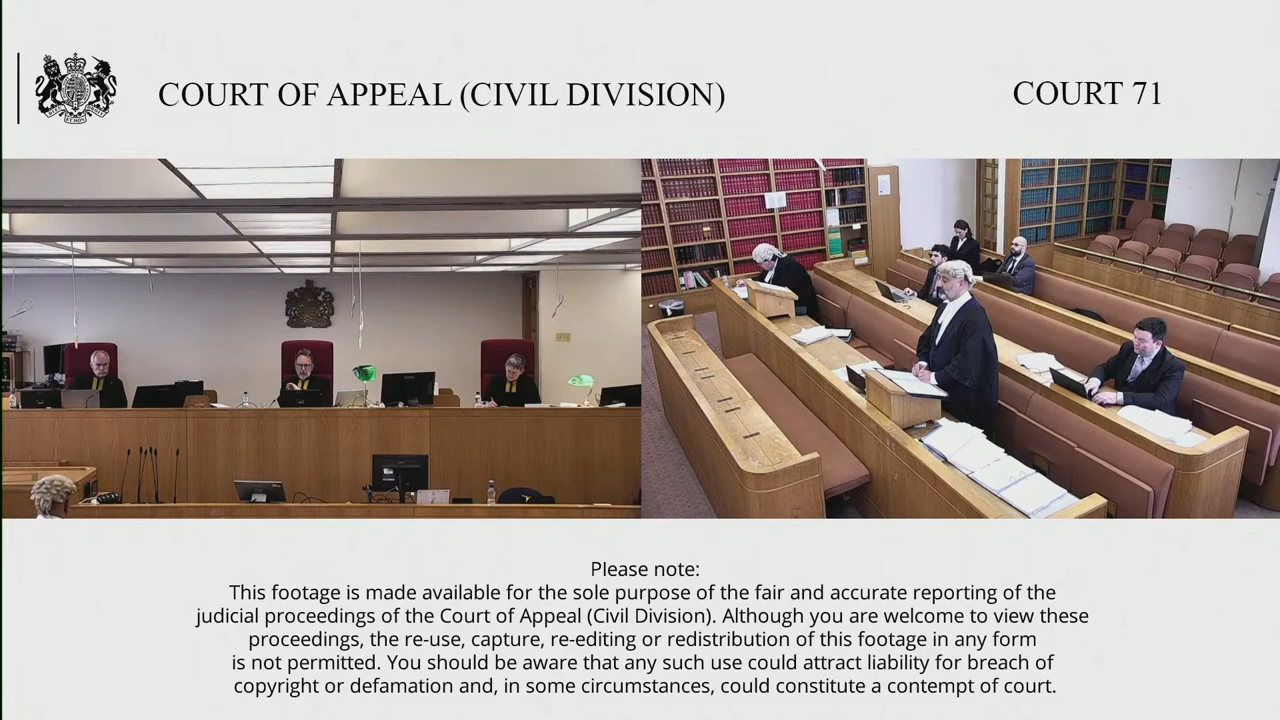 COURT OF APPEAL (CIVIL DIVISION)
COURT 71
Please note:
This footage is made available for the sole purpose of the fair and accurate reporting of the
judicial proceedings of the Court of Appeal (Civil Division). Although you are welcome to view these
proceedings, the re-use, capture, re-editing or redistribution of this footage in any form
is not permitted. You should be aware that any such use could attract liability for breach of
copyright or defamation and, in some circumstances, could constitute a contempt of court.